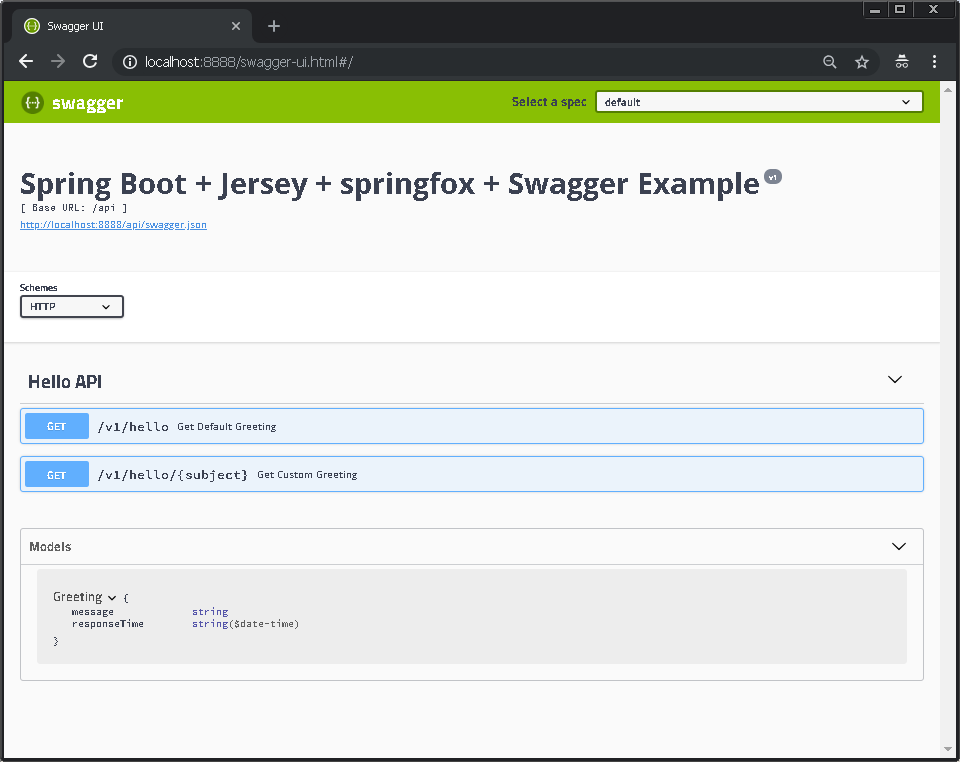 Swagger UI
localhost:8888/swagger-ui.html#/
swagger
Select a spec
default
Spring Boot + Jersey + springfox + Swagger Example v1
[ Base URL: /api ]
http://localhost:8888/api/swagger.json
Schemes
HTTP
Hello API
GET /v1/hello Get Default Greeting
GET /v1/hello/{subject} Get Custom Greeting
Models
Greeting {
message string
responseTime string($date-time)
}